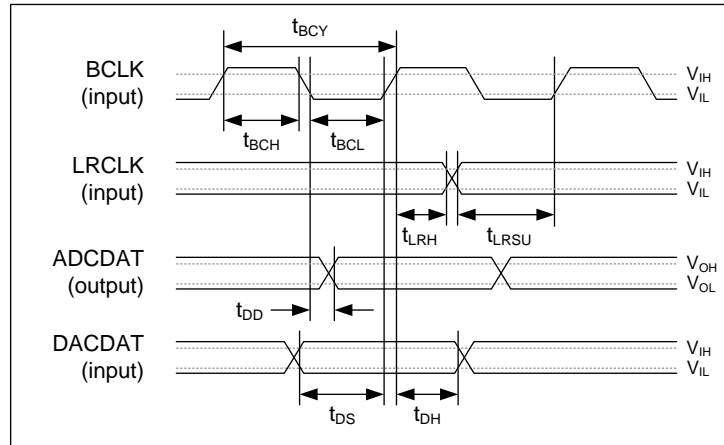 tBCY
BCLK
(input)
VIH
VIL
tBCH
tBCL
LRCLK
(input)
VIH
VIL
tLRH
tLRSU
ADCDAT
(output)
VOH
VOL
tDD
DACDAT
(input)
VIH
VIL
tDS
tDH